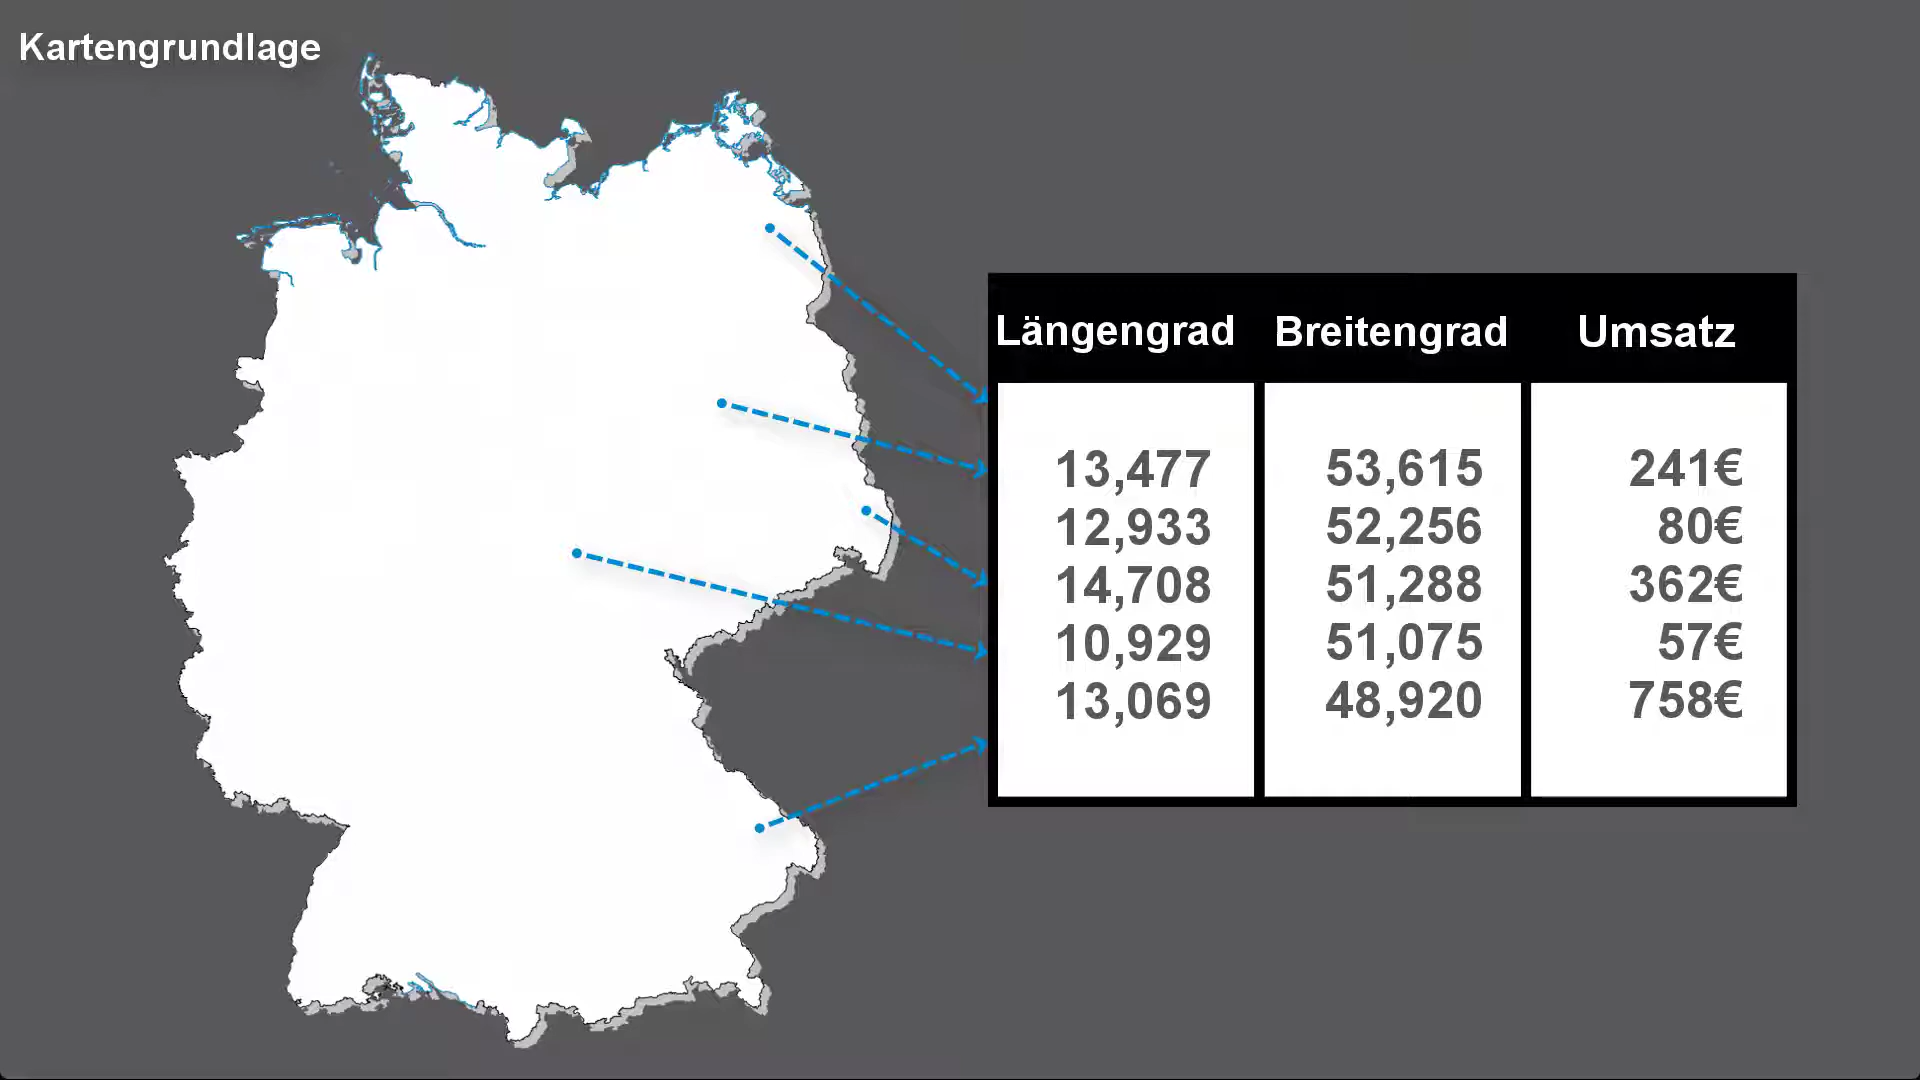 Kartengrundlage
Längengrad Breitengrad Umsatz
13,477 53,615 241€
12,933 52,256 80€
14,708 51,288 362€
10,929 51,075 57€
13,069 48,920 758€